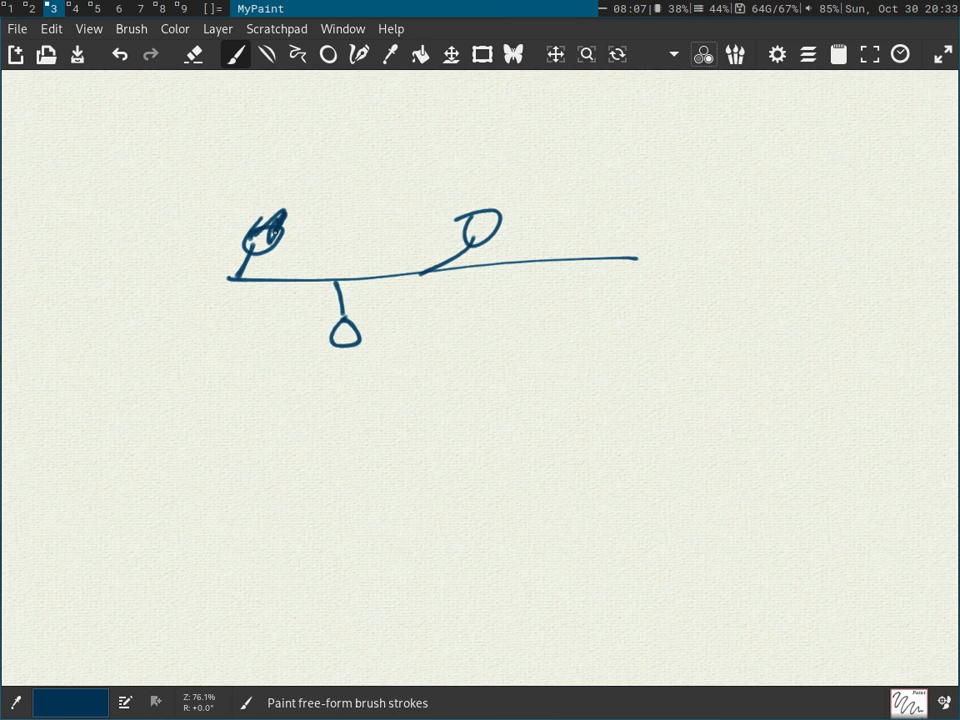 1 2 3 4 5 6 7 8 9 []= MyPaint 08:07| 38%| 44%| 64G/67%| 85%|Sun, Oct 30 20:33
File Edit View Brush Color Layer Scratchpad Window Help
Z: 76.1%
R: +0.0°
Paint free-form brush strokes